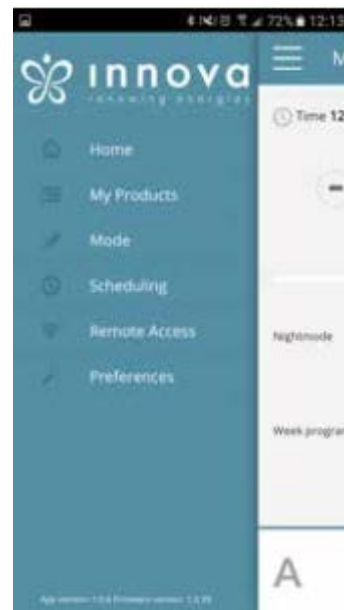 72% 12:13
innova
renewing energies
M
Time 12
Home
My Products
Mode
Scheduling
Remote Access
Preferences
Nightmode
Week program
A